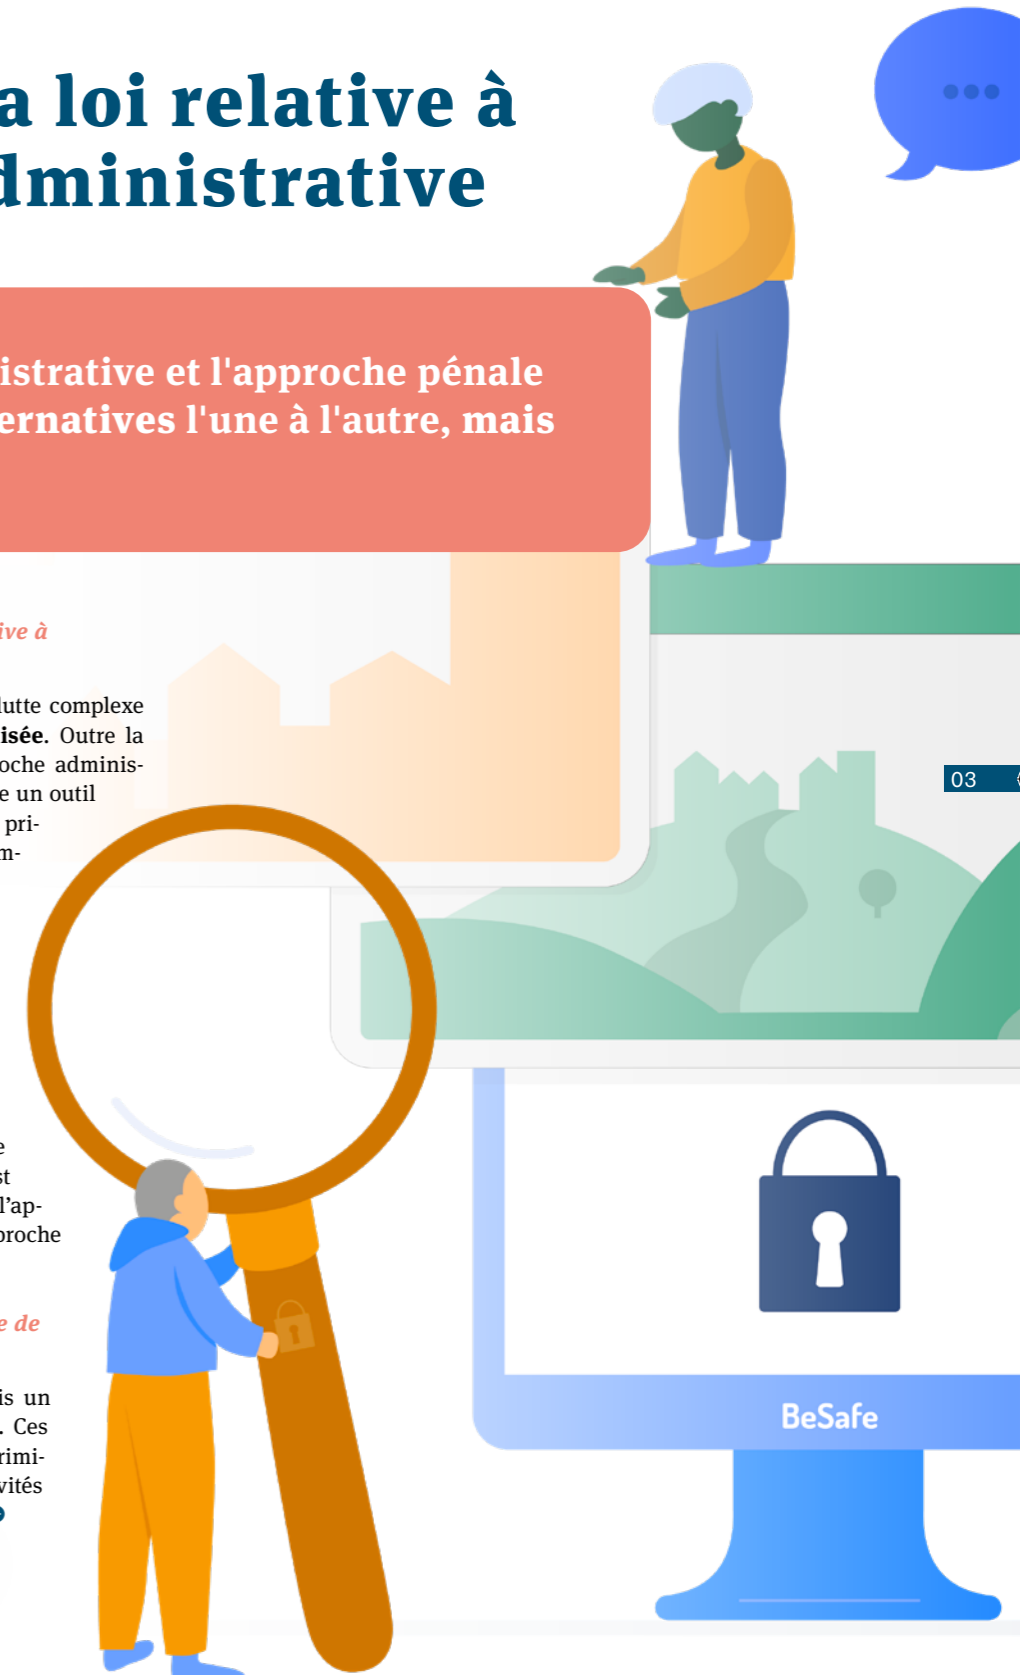 a loi relative à
dministrative
istrative et l'approche pénale
ernatives l'une à l'autre, mais
ive à
lutte complexe
isée. Outre la
oche adminis-
e un outil
pri-
m-
03
e
st
l’ap-
proche
e de
is un
. Ces
rimi-
vités
BeSafe